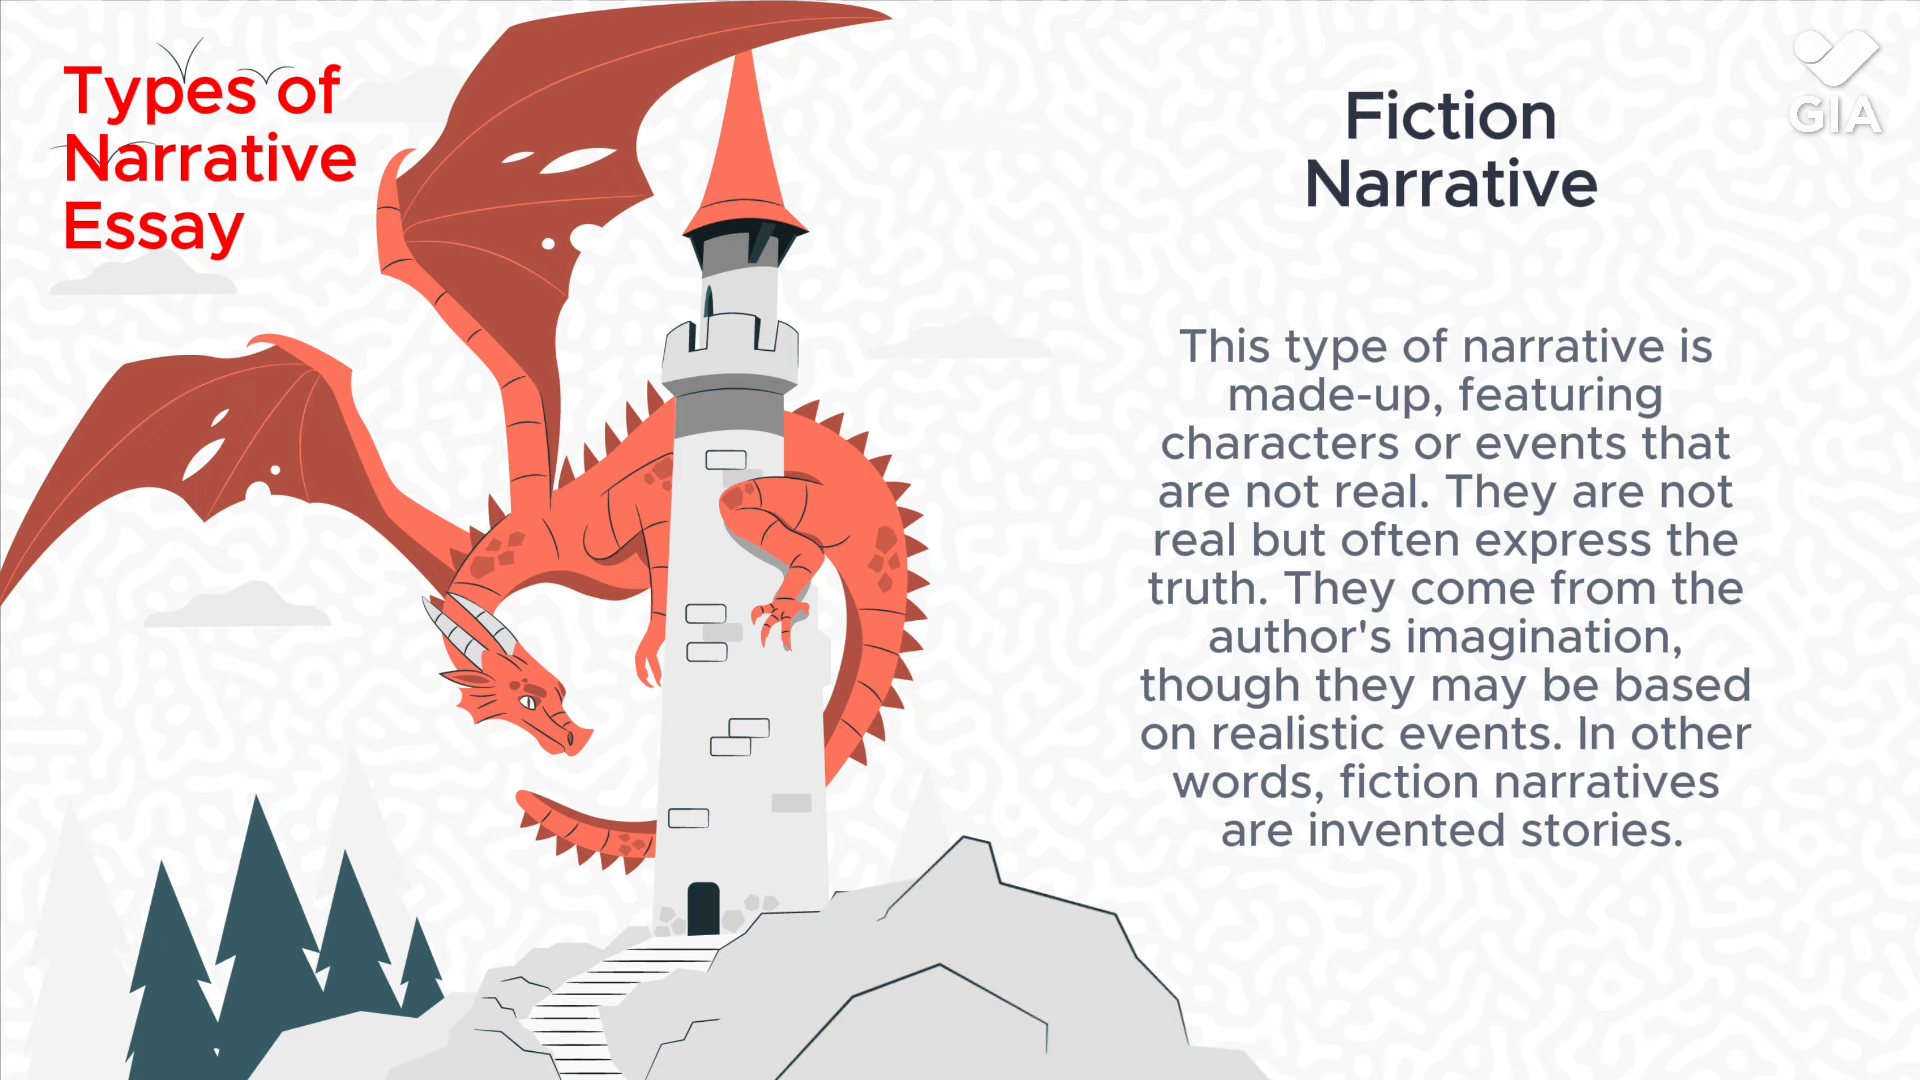 Types of
Narrative
Essay
Fiction
Narrative
GIA
This type of narrative is
made-up, featuring
characters or events that
are not real. They are not
real but often express the
truth. They come from the
author's imagination,
though they may be based
on realistic events. In other
words, fiction narratives
are invented stories.